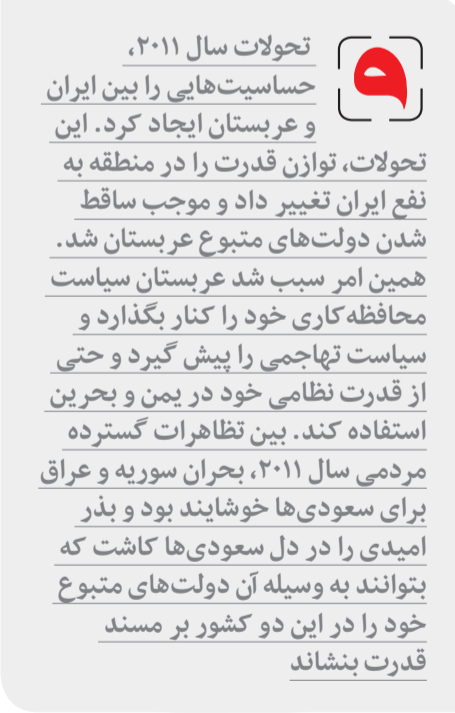 تحولات سال ۲۰۱۱،
حساسیت‌هایی را بین ایران
و عربستان ایجاد کرد. این
تحولات، توازن قدرت را در منطقه به
نفع ایران تغییر داد و موجب ساقط
شدن دولت‌های متبوع عربستان شد.
همین امر سبب شد عربستان سیاست
محافظه‌کاری خود را کنار بگذارد و
سیاست تهاجمی را پیش گیرد و حتی
از قدرت نظامی خود در یمن و بحرین
استفاده کند. بین تظاهرات گسترده
مردمی سال ۲۰۱۱، بحران سوریه و عراق
برای سعودی‌ها خوشایند بود و بذر
امیدی را در دل سعودی‌ها کاشت که
بتوانند به وسیله آن دولت‌های متبوع
خود را در این دو کشور بر مسند
قدرت بنشاند